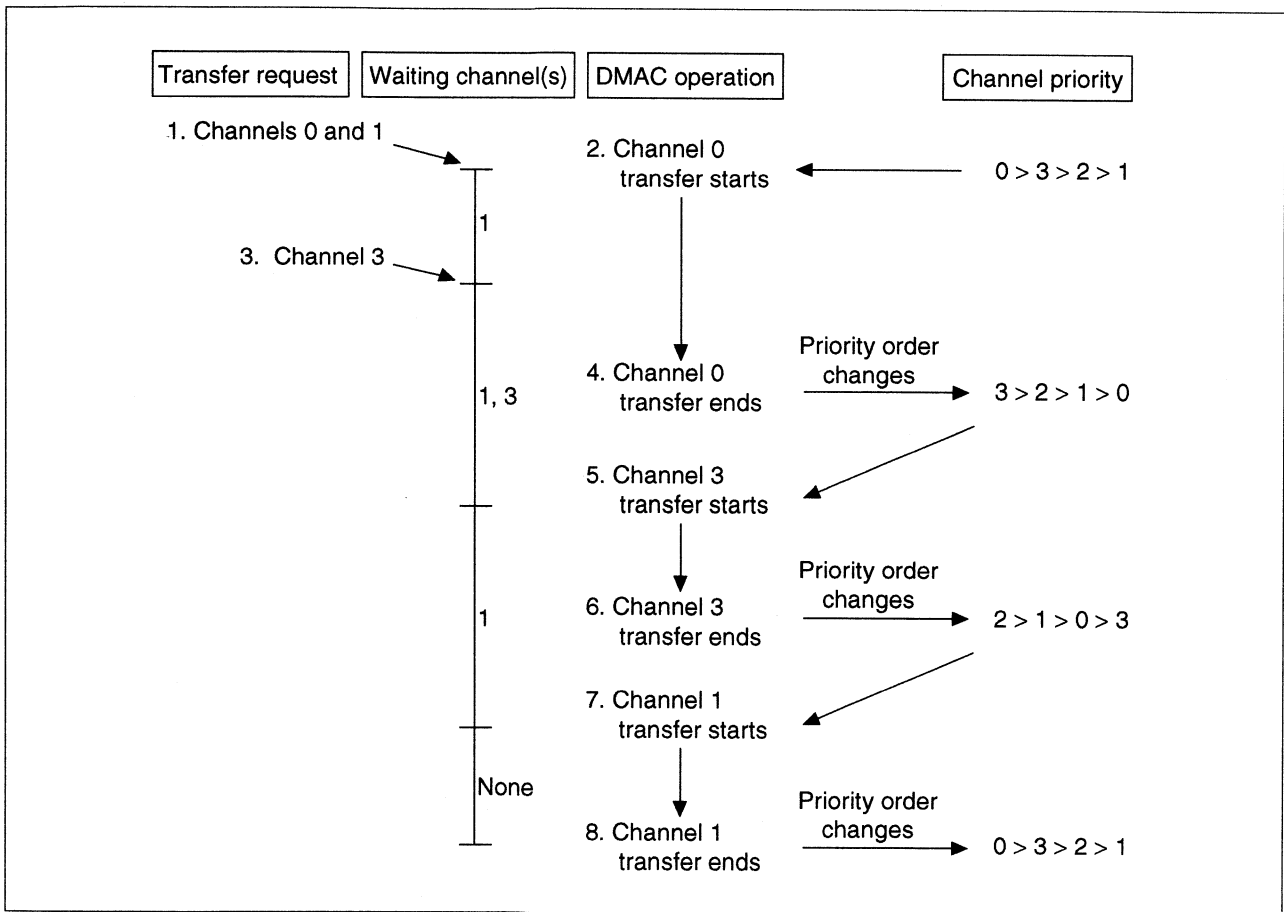 Transfer request
Waiting channel(s)
DMAC operation
Channel priority
1. Channels 0 and 1
2. Channel 0
transfer starts
0 > 3 > 2 > 1
1
3. Channel 3
1, 3
4. Channel 0
transfer ends
Priority order
changes
3 > 2 > 1 > 0
5. Channel 3
transfer starts
1
6. Channel 3
transfer ends
Priority order
changes
2 > 1 > 0 > 3
7. Channel 1
transfer starts
None
8. Channel 1
transfer ends
Priority order
changes
0 > 3 > 2 > 1